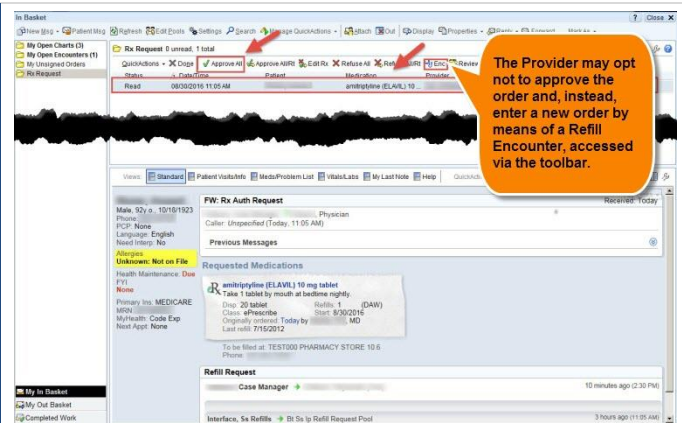 In Basket
? Close X
New Msg Patient Msg Refresh Edit Pools Settings Search Manage QuickActions Attach Out Display Properties Reply Forward Mark As
My Open Charts (3)
My Open Encounters (1)
My Unsigned Orders
Rx Request
Rx Request 0 unread, 1 total
QuickActions Done Approve All Approve All/Rt Edit Rx Refuse All Enc Review
Status Date/Time Patient Medication Provider
Read 08/30/2016 11:05 AM amitriptyline (ELAVIL) 10 ...
The Provider may opt
not to approve the
order and, instead,
enter a new order by
means of a Refill
Encounter, accessed
via the toolbar.
Views: Standard Patient Visits/Info Meds/Problem List Vitals/Labs My Last Note Help
Male, 92y.o., 10/16/1923
Phone:
PCP: None
Language: English
Need Interp: No
Allergies
Unknown: Not on File
Health Maintenance: Due
FYI
None
Primary Ins: MEDICARE
MRN
MyHealth: Code Exp
Next Appt: None
FW: Rx Auth Request
Received: Today
Physician
Caller: Unspecified (Today, 11:05 AM)
Previous Messages
Requested Medications
amitriptyline (ELAVIL) 10 mg tablet
Take 1 tablet by mouth at bedtime nightly.
Disp: 20 tablet Refills: 1 (DAW)
Class: ePrescribe Start: 8/30/2016
Originally ordered: Today by , MD
Last refill: 7/15/2012
To be filled at: TEST000 PHARMACY STORE 10.6
Phone:
Refill Request
Case Manager
10 minutes ago (2:30 PM)
Interface, Ss Refills Bt Ss Ip Refill Request Pool
3 hours ago (11:05 AM)
My In Basket
My Out Basket
Completed Work